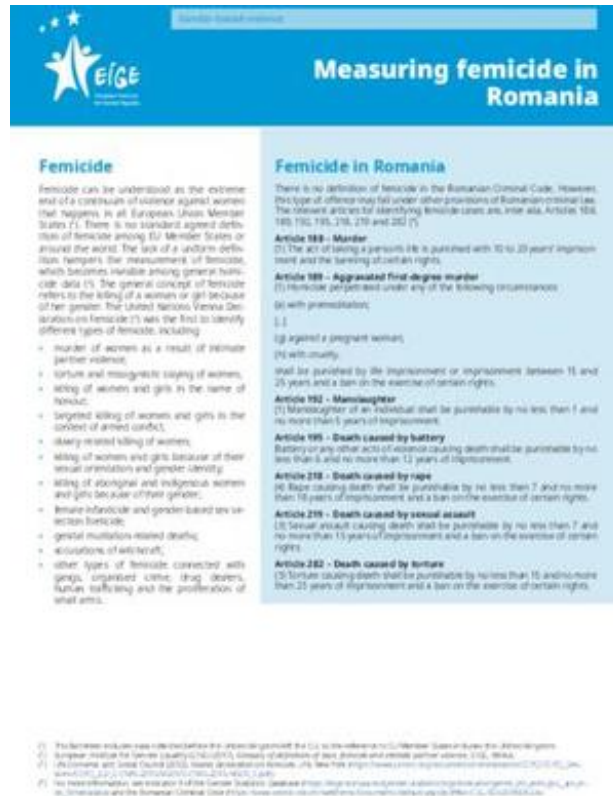 Gender-based violence
EIGE
Measuring femicide in
Romania
Femicide
Femicide can be understood as the extreme
end of a continuum of violence against women
that happens in all European Union Member
States (¹). There is no standard agreed defini-
tion of femicide among EU Member States or
around the world. The lack of a uniform defin-
ition hampers the measurement of femicide,
which becomes invisible among general homi-
cide data (²). The general concept of femicide
refers to the killing of a woman or girl because
of her gender. The United Nations Vienna Dec-
laration on Femicide (³) was the first to identify
different types of femicide, including:
• murder of women as a result of intimate
partner violence;
• torture and misogynistic slaying of women;
• killing of women and girls in the name of
honour;
• targeted killing of women and girls in the
context of armed conflict;
• dowry-related killing of women;
• killing of women and girls because of their
sexual orientation and gender identity;
• killing of aboriginal and indigenous women
and girls because of their gender;
• female infanticide and gender-based sex se-
lection foeticide;
• genital mutilation-related deaths;
• accusations of witchcraft;
• other types of femicide connected with
gangs, organised crime, drug dealers,
human trafficking and the proliferation of
small arms.
Femicide in Romania
There is no definition of femicide in the Romanian Criminal Code. However,
this type of offence may fall under other provisions of Romanian criminal law.
The relevant articles for identifying femicide cases are, inter alia, Articles 188,
189, 192, 195, 218, 219 and 282 (⁴).
Article 188 – Murder
(1) The act of taking a person's life is punished with 10 to 20 years' imprison-
ment and the banning of certain rights.
Article 189 – Aggravated first-degree murder
(1) Homicide perpetrated under any of the following circumstances:
(a) with premeditation;
[...]
(g) against a pregnant woman;
(h) with cruelty,
shall be punished by life imprisonment or imprisonment between 15 and
25 years and a ban on the exercise of certain rights.
Article 192 – Manslaughter
(1) Manslaughter of an individual shall be punishable by no less than 1 and
no more than 5 years of imprisonment.
Article 195 – Death caused by battery
Battery or any other acts of violence causing death shall be punishable by no
less than 6 and no more than 12 years of imprisonment.
Article 218 – Death caused by rape
(4) Rape causing death shall be punishable by no less than 7 and no more
than 18 years of imprisonment and a ban on the exercise of certain rights.
Article 219 – Death caused by sexual assault
(3) Sexual assault causing death shall be punishable by no less than 7 and
no more than 15 years of imprisonment and a ban on the exercise of certain
rights.
Article 282 – Death caused by torture
(3) Torture causing death shall be punishable by no less than 15 and no more
than 25 years of imprisonment and a ban on the exercise of certain rights.